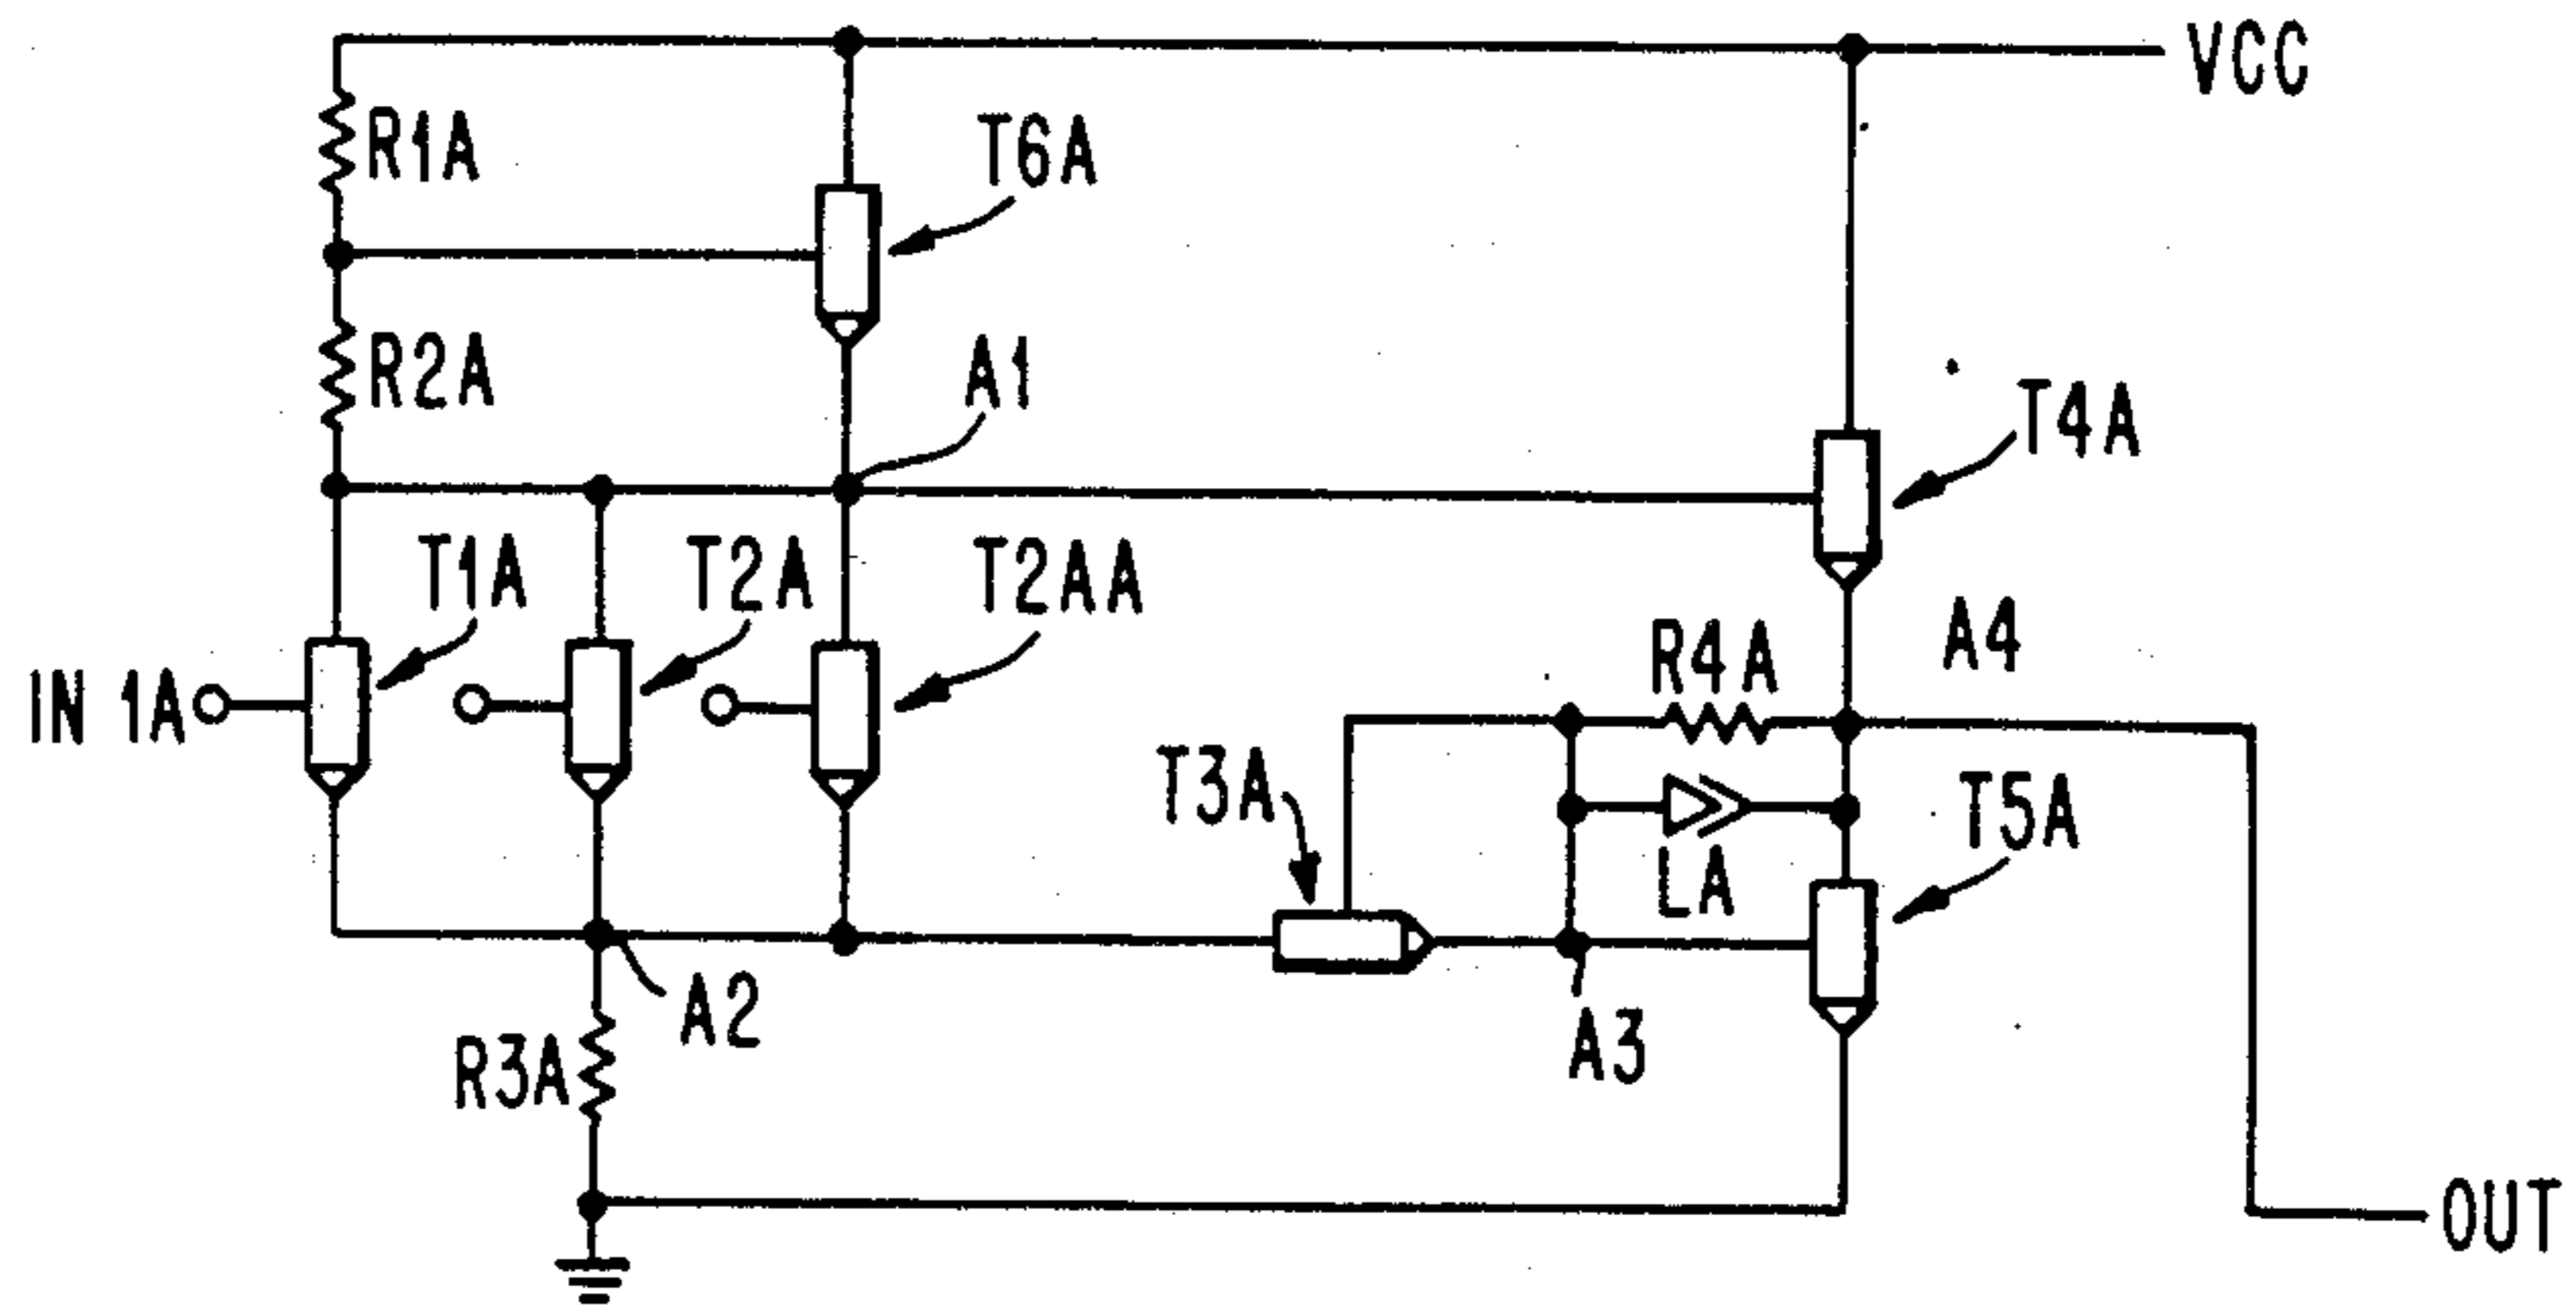 VCC
R1A
T6A
R2A
A1
T4A
T1A
T2A
T2AA
IN 1A
R4A
A4
T3A
T5A
LA
A2
A3
R3A
OUT